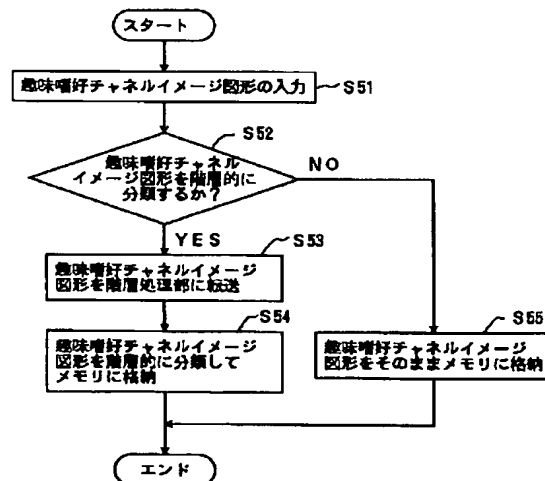 スタート
趣味嗜好チャネルイメージ図形の入力
S51
S52
趣味嗜好チャネル
イメージ図形を階層的に
分類するか？
NO
YES
S53
趣味嗜好チャネルイメージ
図形を階層処理部に転送
S54
趣味嗜好チャネルイメージ
図形を階層的に分類して
メモリに格納
S55
趣味嗜好チャネルイメージ
図形をそのままメモリに格納
エンド